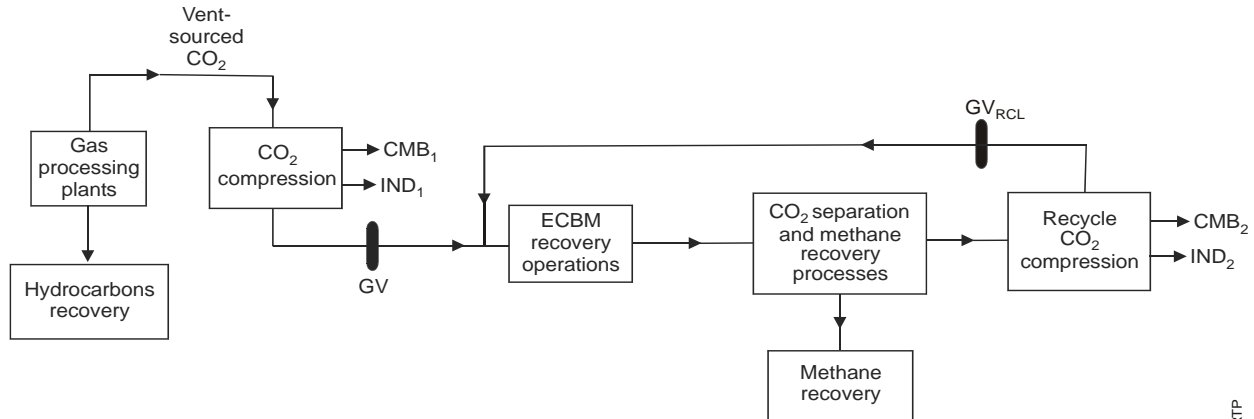 Vent-
sourced
CO₂
Gas
processing
plants
Hydrocarbons
recovery
CO₂
compression
CMB₁
IND₁
GV
ECBM
recovery
operations
CO₂ separation
and methane
recovery
processes
Methane
recovery
GV_RCL
Recycle
CO₂
compression
CMB₂
IND₂